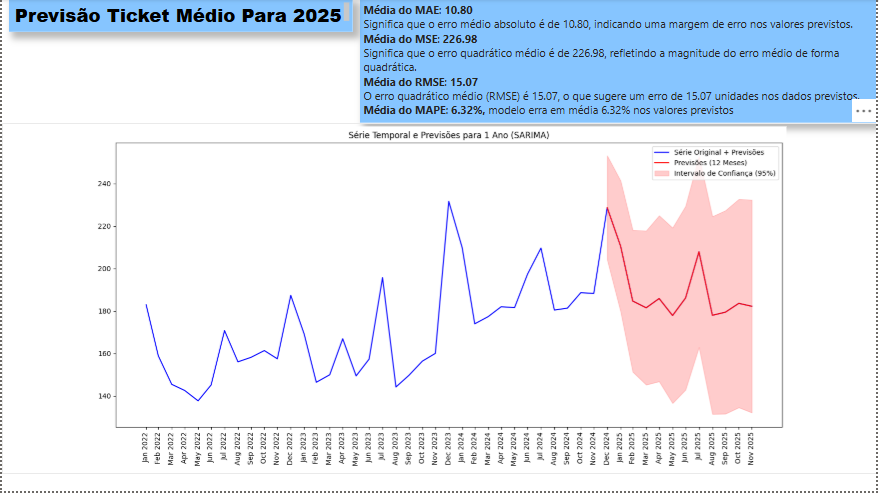 Previsão Ticket Médio Para 2025
Média do MAE: 10.80
Significa que o erro médio absoluto é de 10.80, indicando uma margem de erro nos valores previstos.
Média do MSE: 226.98
Significa que o erro quadrático médio é de 226.98, refletindo a magnitude do erro médio de forma
quadrática.
Média do RMSE: 15.07
O erro quadrático médio (RMSE) é 15.07, o que sugere um erro de 15.07 unidades nos dados previstos.
Média do MAPE: 6.32%, modelo erra em média 6.32% nos valores previstos
Série Temporal e Previsões para 1 Ano (SARIMA)
Série Original + Previsões
Previsões (12 Meses)
Intervalo de Confiança (95%)
240
220
200
180
160
140
Jan 2022
Feb 2022
Mar 2022
Apr 2022
May 2022
Jun 2022
Jul 2022
Aug 2022
Sep 2022
Oct 2022
Nov 2022
Dec 2022
Jan 2023
Feb 2023
Mar 2023
Apr 2023
May 2023
Jun 2023
Jul 2023
Aug 2023
Sep 2023
Oct 2023
Nov 2023
Dec 2023
Jan 2024
Feb 2024
Mar 2024
Apr 2024
May 2024
Jun 2024
Jul 2024
Aug 2024
Sep 2024
Oct 2024
Nov 2024
Dec 2024
Jan 2025
Feb 2025
Mar 2025
Apr 2025
May 2025
Jun 2025
Jul 2025
Aug 2025
Sep 2025
Oct 2025
Nov 2025